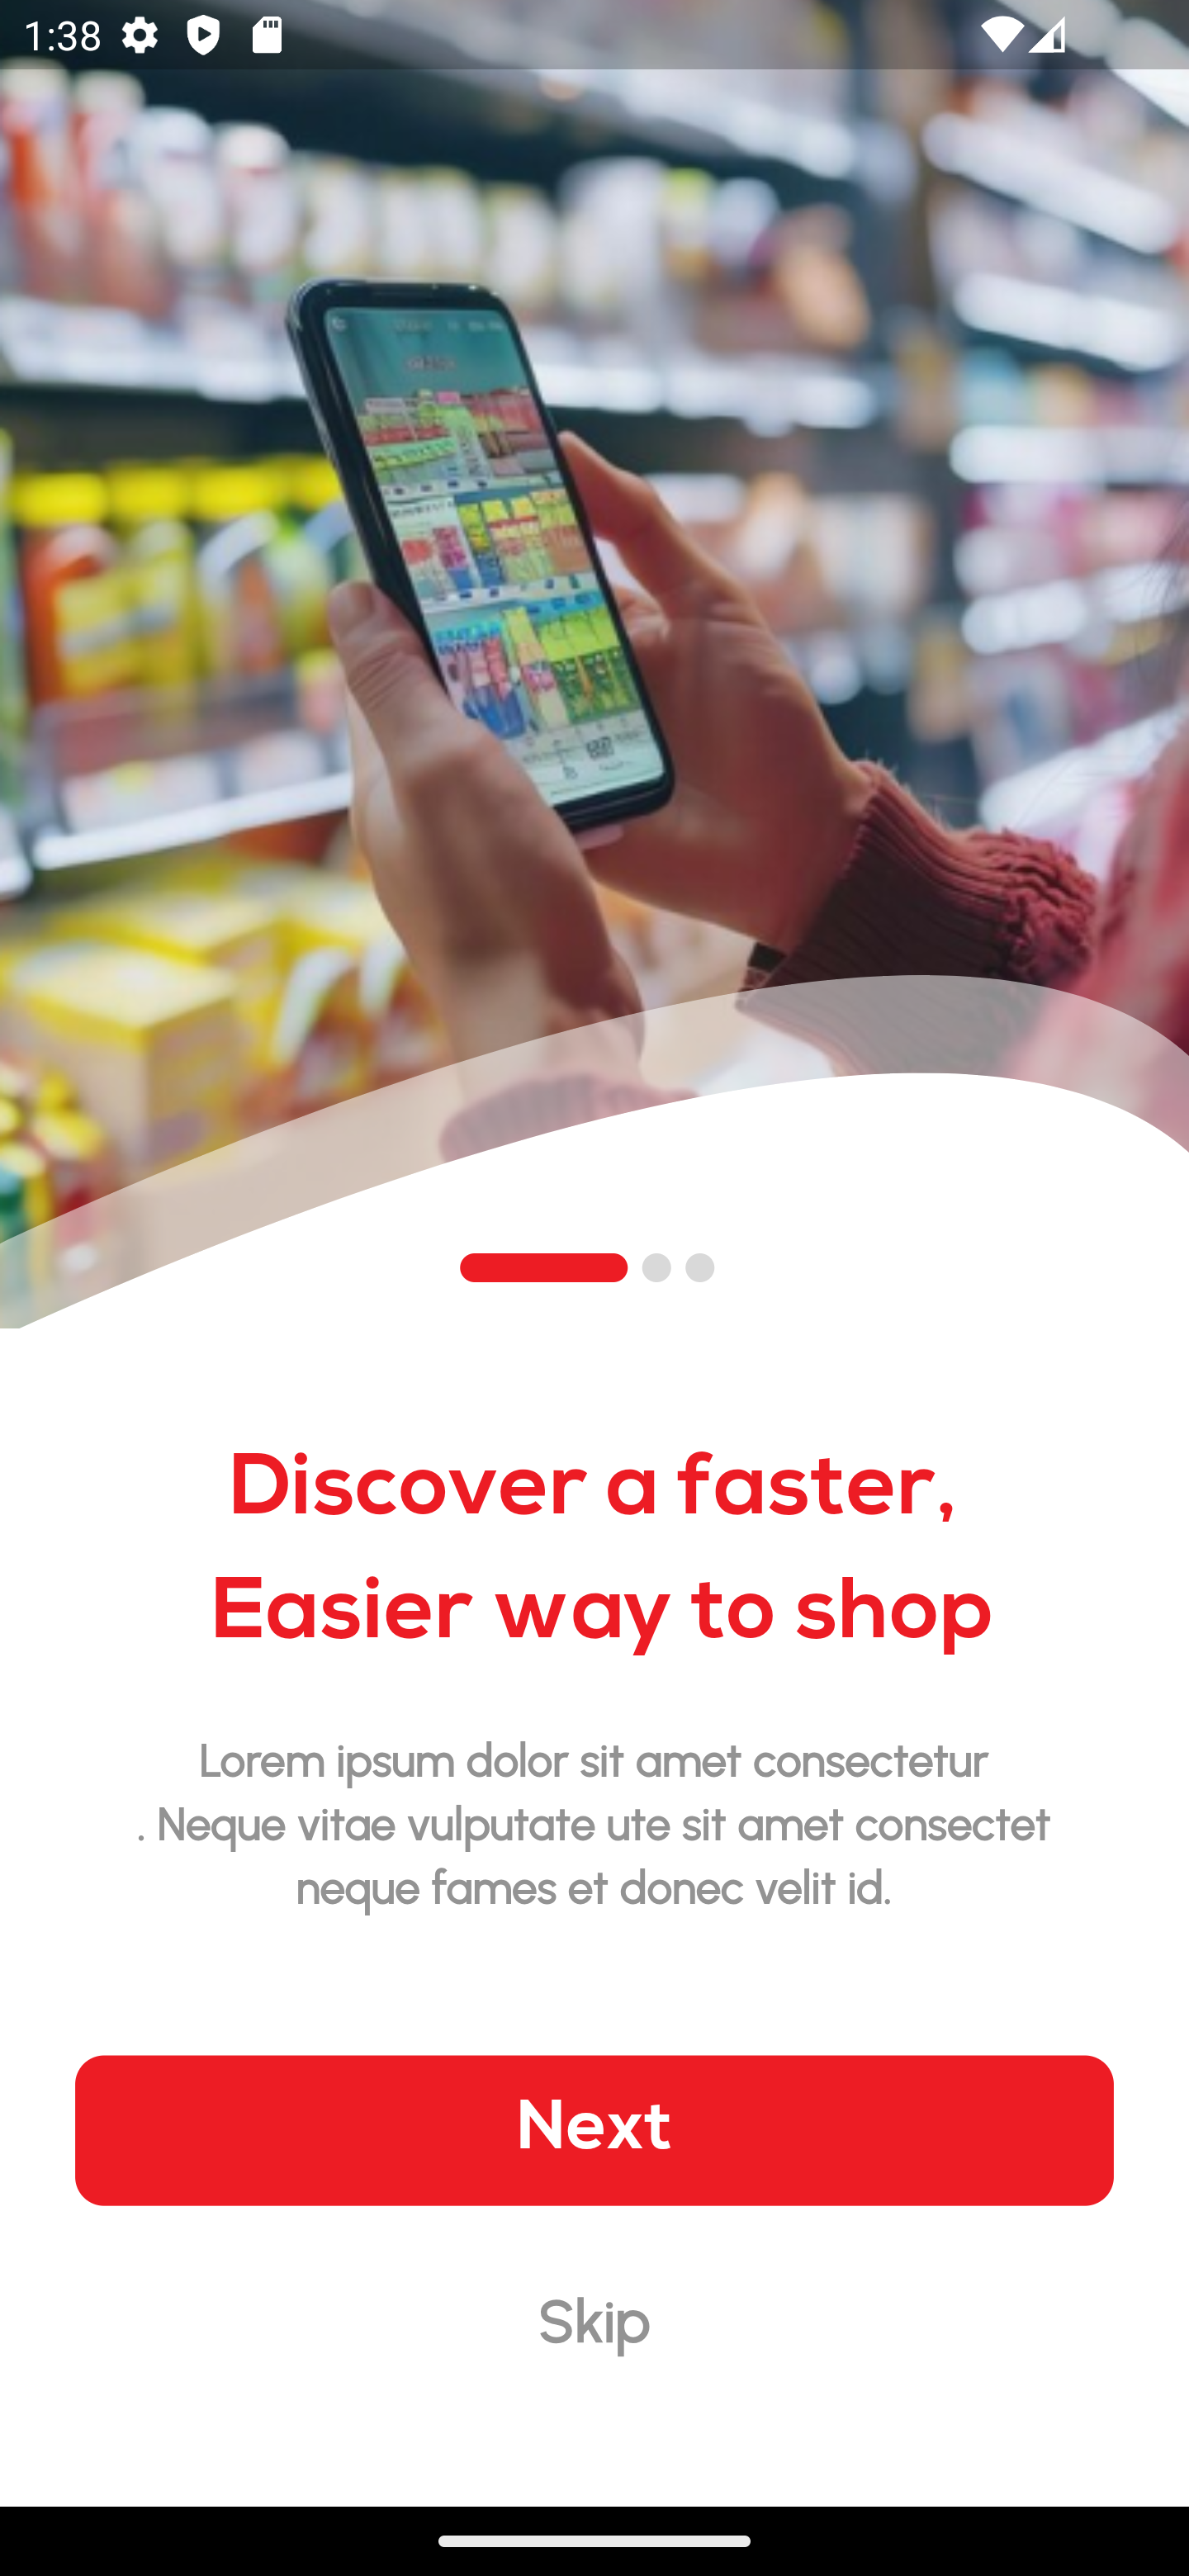 1:38
Discover a faster,
Easier way to shop
Lorem ipsum dolor sit amet consectetur
. Neque vitae vulputate ute sit amet consectet
neque fames et donec velit id.
Next
Skip